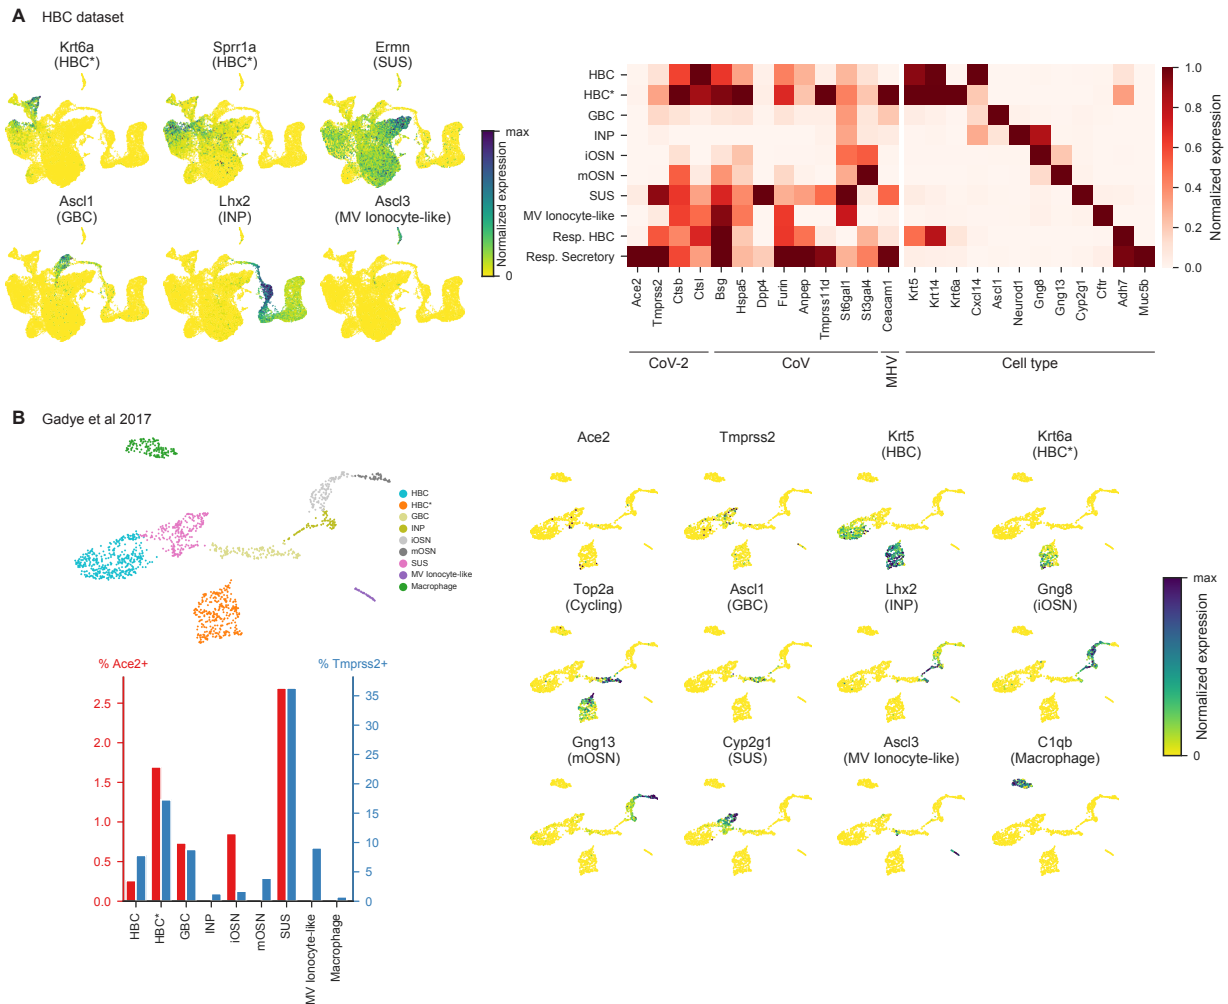 A HBC dataset
Krt6a
(HBC*)
Sprr1a
(HBC*)
Ermn
(SUS)
Ascl1
(GBC)
Lhx2
(INP)
Ascl3
(MV Ionocyte-like)
max
Normalized expression
0
HBC
HBC*
GBC
INP
iOSN
mOSN
SUS
MV Ionocyte-like
Resp. HBC
Resp. Secretory
Ace2
Tmprss2
Ctsb
Ctsl
Bsg
Hspa5
Dpp4
Furin
Anpep
Tmprss11d
St6gal1
St3gal4
Ceacam1
Krt5
Krt14
Krt6a
Cxcl14
Ascl1
Neurod1
Gng8
Gng13
Cyp2g1
Cftr
Adh7
Muc5b
CoV-2
CoV
MHV
Cell type
1.0
0.8
0.6
0.4
0.2
0.0
Normalized expression
B Gadye et al 2017
HBC
HBC*
GBC
INP
iOSN
mOSN
SUS
MV Ionocyte-like
Macrophage
% Ace2+
% Tmprss2+
2.5
2.0
1.5
1.0
0.5
0.0
35
30
25
20
15
10
5
0
HBC
HBC*
GBC
INP
iOSN
mOSN
SUS
MV Ionocyte-like
Macrophage
Ace2
Tmprss2
Krt5
(HBC)
Krt6a
(HBC*)
Top2a
(Cycling)
Ascl1
(GBC)
Lhx2
(INP)
Gng8
(iOSN)
Gng13
(mOSN)
Cyp2g1
(SUS)
Ascl3
(MV Ionocyte-like)
C1qb
(Macrophage)
max
Normalized expression
0